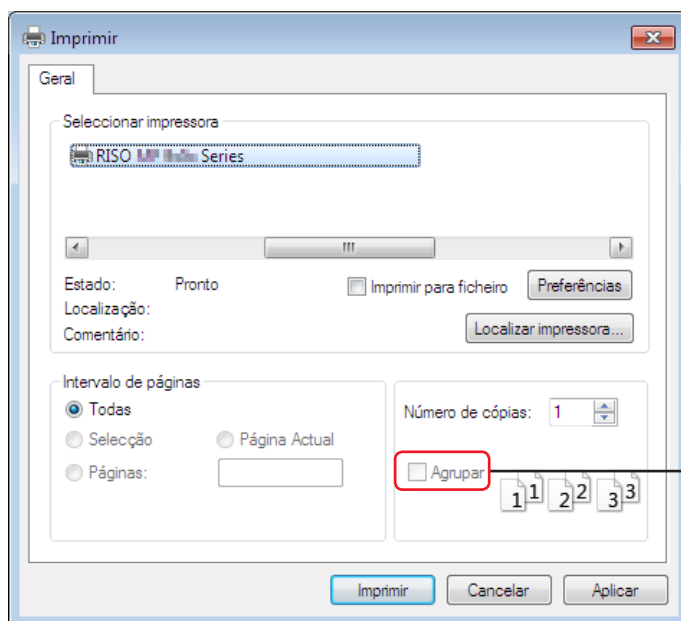 Imprimir
Geral
Seleccionar impressora
RISO Series
Estado: Pronto
Imprimir para ficheiro
Preferências
Localização:
Comentário:
Localizar impressora...
Intervalo de páginas
Todas
Selecção
Página Actual
Páginas:
Número de cópias: 1
Agrupar
1 1 2 2 3 3
Imprimir
Cancelar
Aplicar